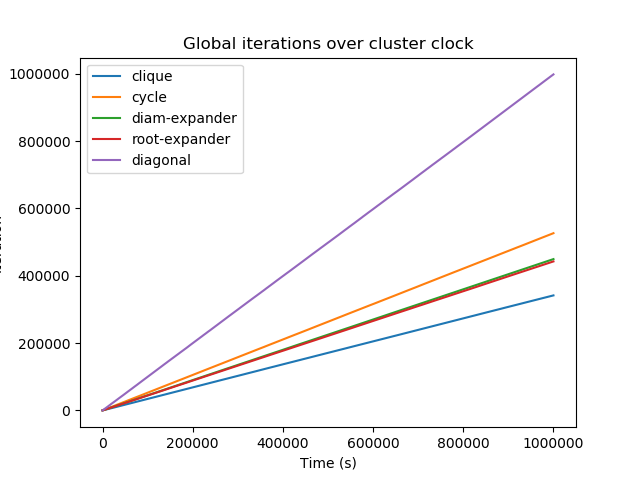 Global iterations over cluster clock
1000000
800000
600000
400000
200000
0
clique
cycle
diam-expander
root-expander
diagonal
0
200000
400000
600000
800000
1000000
Time (s)